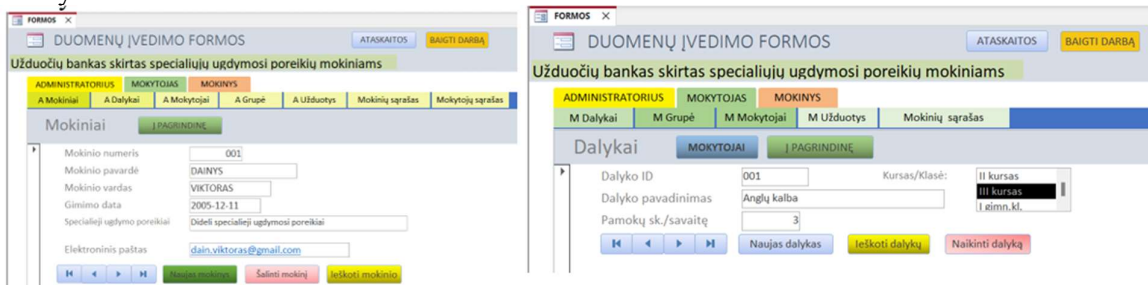 FORMOS ×
DUOMENŲ ĮVEDIMO FORMOS ATASKAITOS BAIGTI DARBĄ
Užduočių bankas skirtas specialiųjų ugdymosi poreikių mokiniams
ADMINISTRATORIUS MOKYTOJAS MOKINYS
A Mokiniai A Dalykai A Mokytojai A Grupė A Užduotys Mokinių sąrašas Mokytojų sąrašas
Mokiniai Į PAGRINDINĘ
Mokinio numeris 001
Mokinio pavardė DAINYS
Mokinio vardas VIKTORAS
Gimimo data 2005-12-11
Specialieji ugdymo poreikiai Dideli specialieji ugdymosi poreikiai
Elektroninis paštas dain.viktoras@gmail.com
Naujas mokinys Šalinti mokinį Ieškoti mokinio
FORMOS ×
DUOMENŲ ĮVEDIMO FORMOS ATASKAITOS BAIGTI DARBĄ
Užduočių bankas skirtas specialiųjų ugdymosi poreikių mokiniams
ADMINISTRATORIUS MOKYTOJAS MOKINYS
M Dalykai M Grupė M Mokytojai M Užduotys Mokinių sąrašas
Dalykai MOKYTOJAI Į PAGRINDINĘ
Dalyko ID 001 Kursas/Klasė: II kursas
III kursas
Dalyko pavadinimas Anglų kalba
I gimn.kl.
Pamokų sk./savaitę 3
Naujas dalykas Ieškoti dalykų Naikinti dalyką